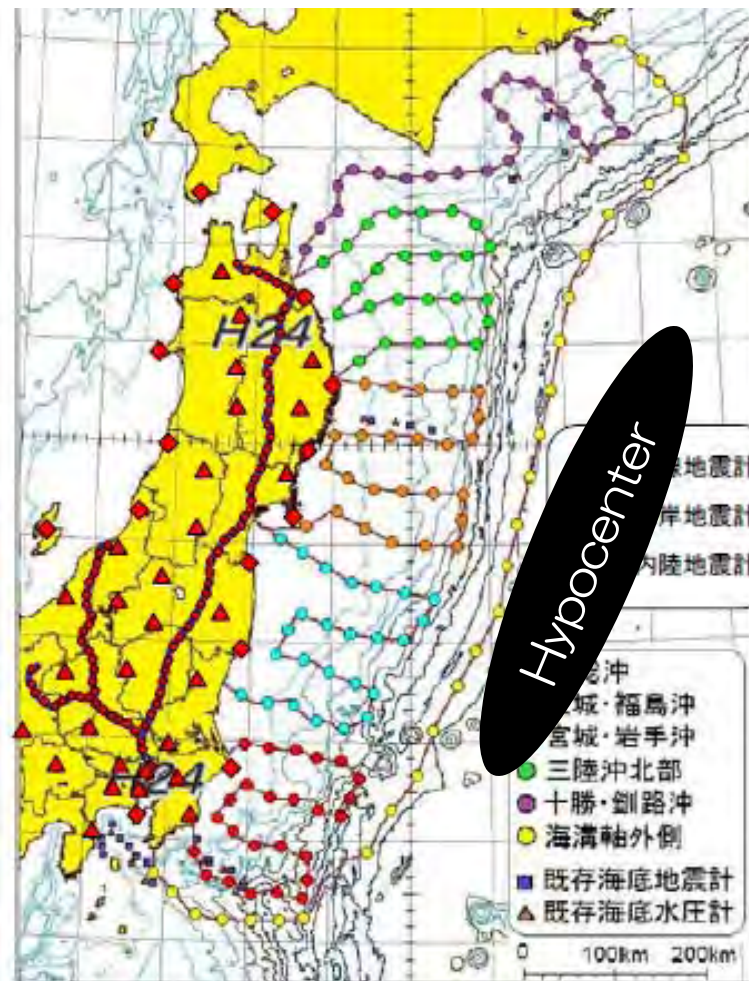 H24
地震計
Hypocenter
岸地震計
内陸地震計
沖
城・福島沖
宮城・岩手沖
三陸沖北部
十勝・釧路沖
海溝軸外側
H24
既存海底地震計
既存海底水圧計
0 100km 200km